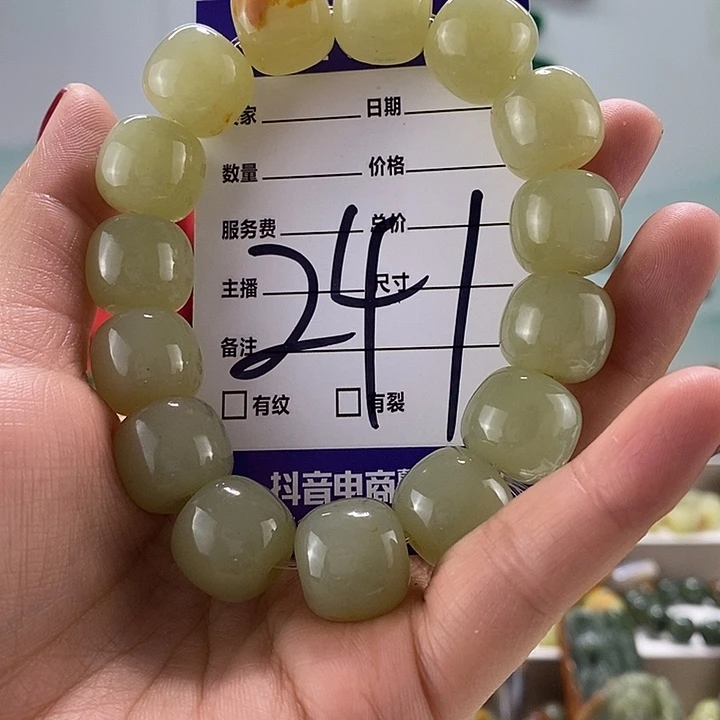 家 日期
数量 价格
服务费 总价
主播 尺寸
备注
241
有纹 有裂
抖音电商